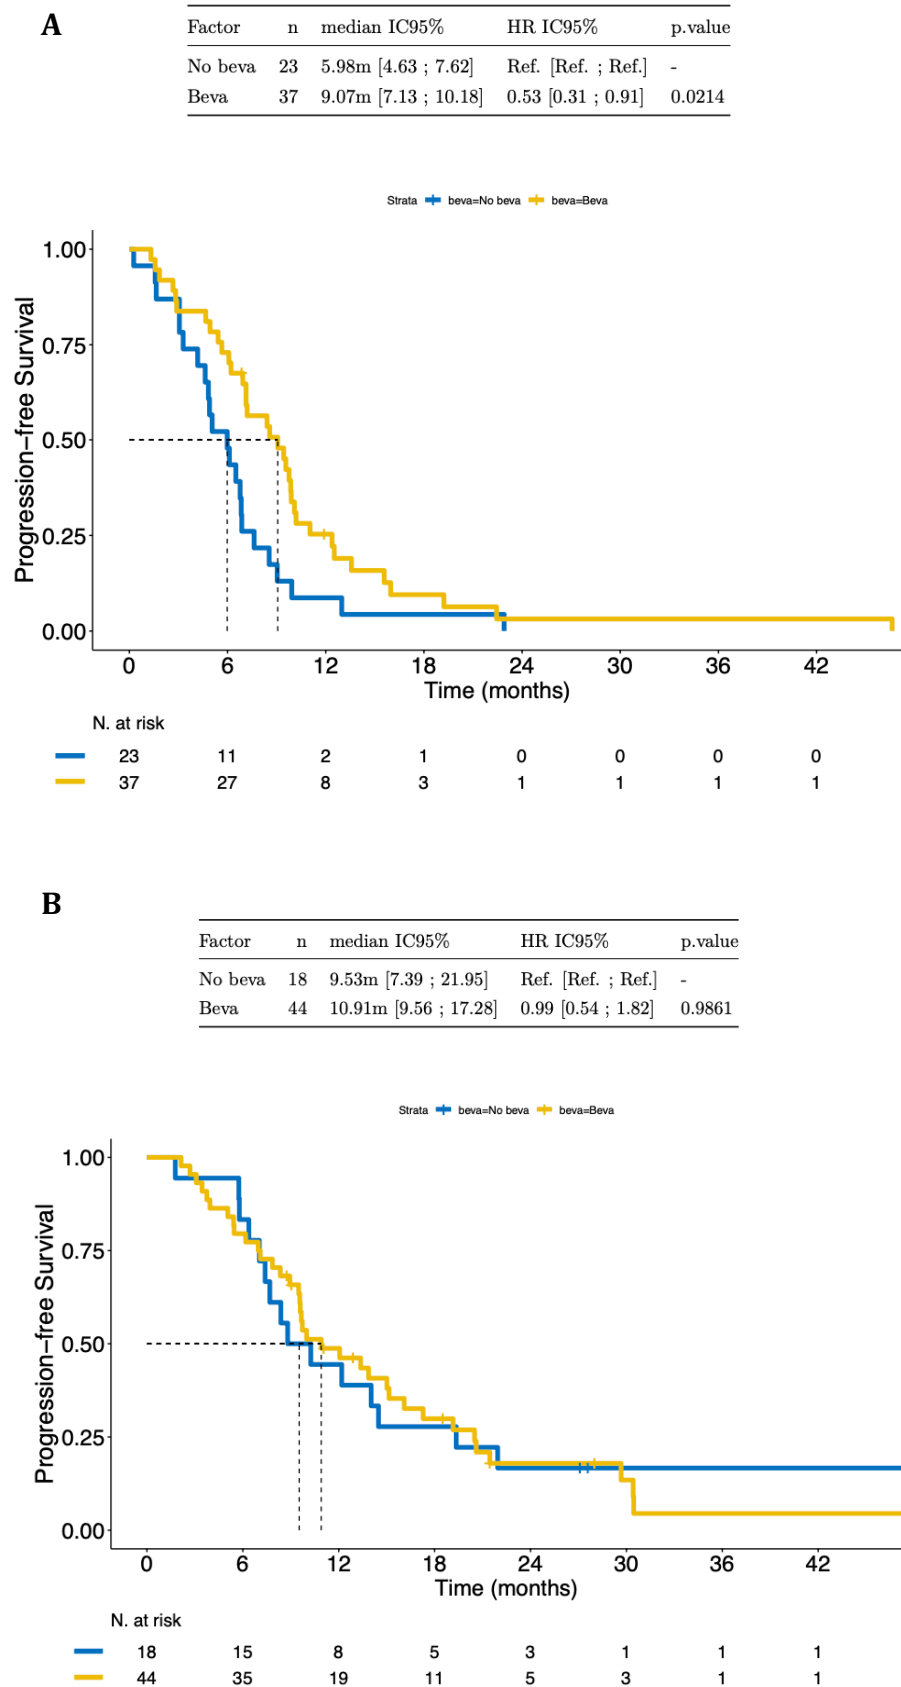 A
Factor n median IC95% HR IC95% p.value
No beva 23 5.98m [4.63 ; 7.62] Ref. [Ref. ; Ref.] -
Beva 37 9.07m [7.13 ; 10.18] 0.53 [0.31 ; 0.91] 0.0214
Strata beva=No beva beva=Beva
Progression−free Survival
1.00
0.75
0.50
0.25
0.00
0 6 12 18 24 30 36 42
Time (months)
N. at risk
23 11 2 1 0 0 0 0
37 27 8 3 1 1 1 1
B
Factor n median IC95% HR IC95% p.value
No beva 18 9.53m [7.39 ; 21.95] Ref. [Ref. ; Ref.] -
Beva 44 10.91m [9.56 ; 17.28] 0.99 [0.54 ; 1.82] 0.9861
Strata beva=No beva beva=Beva
Progression−free Survival
1.00
0.75
0.50
0.25
0.00
0 6 12 18 24 30 36 42
Time (months)
N. at risk
18 15 8 5 3 1 1 1
44 35 19 11 5 3 1 1